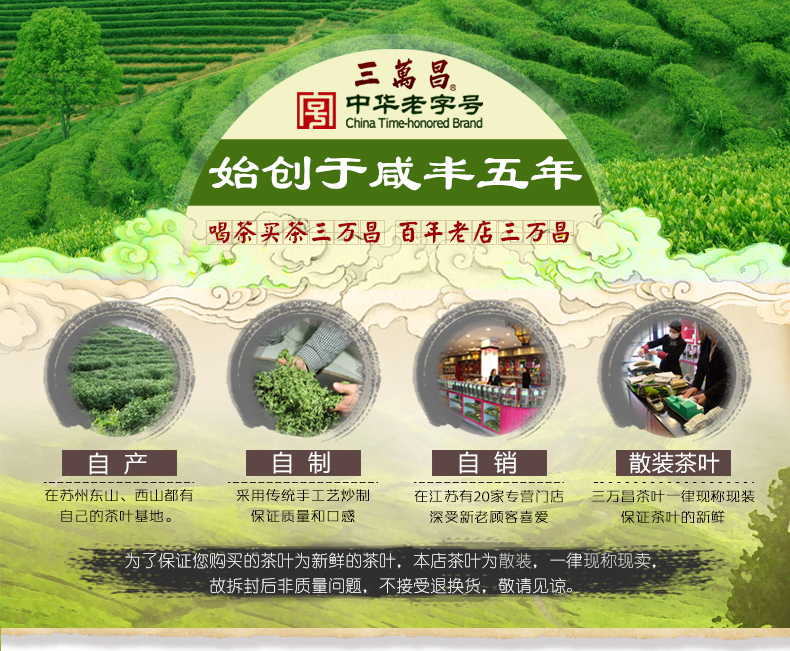 三萬昌®
中华老字号
China Time-honored Brand
始创于咸丰五年
喝茶买茶三万昌 百年老店三万昌
自产
在苏州东山、西山都有
自己的茶叶基地。
自制
采用传统手工艺炒制
保证质量和口感
自销
在江苏有20家专营门店
深受新老顾客喜爱
散装茶叶
三万昌茶叶一律现称现装
保证茶叶的新鲜
为了保证您购买的茶叶为新鲜的茶叶，本店茶叶为散装，一律现称现卖，
故拆封后非质量问题，不接受退换货，敬请见谅。